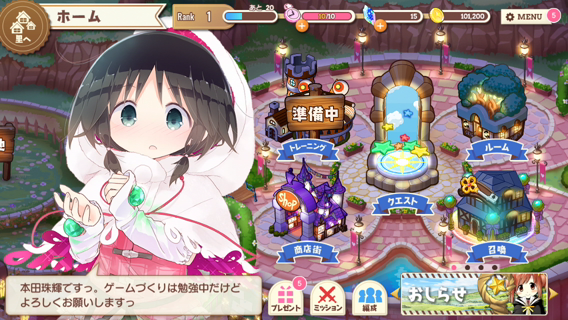 ホーム
里へ
Rank 1
あと 20
10/10
15
101,200
MENU
5
準備中
トレーニング
ルーム
クエスト
SHOP
商店街
召喚
本田珠輝ですっ。ゲームづくりは勉強中だけど
よろしくお願いしますっ
5
プレゼント
ミッション
編成
おしらせ